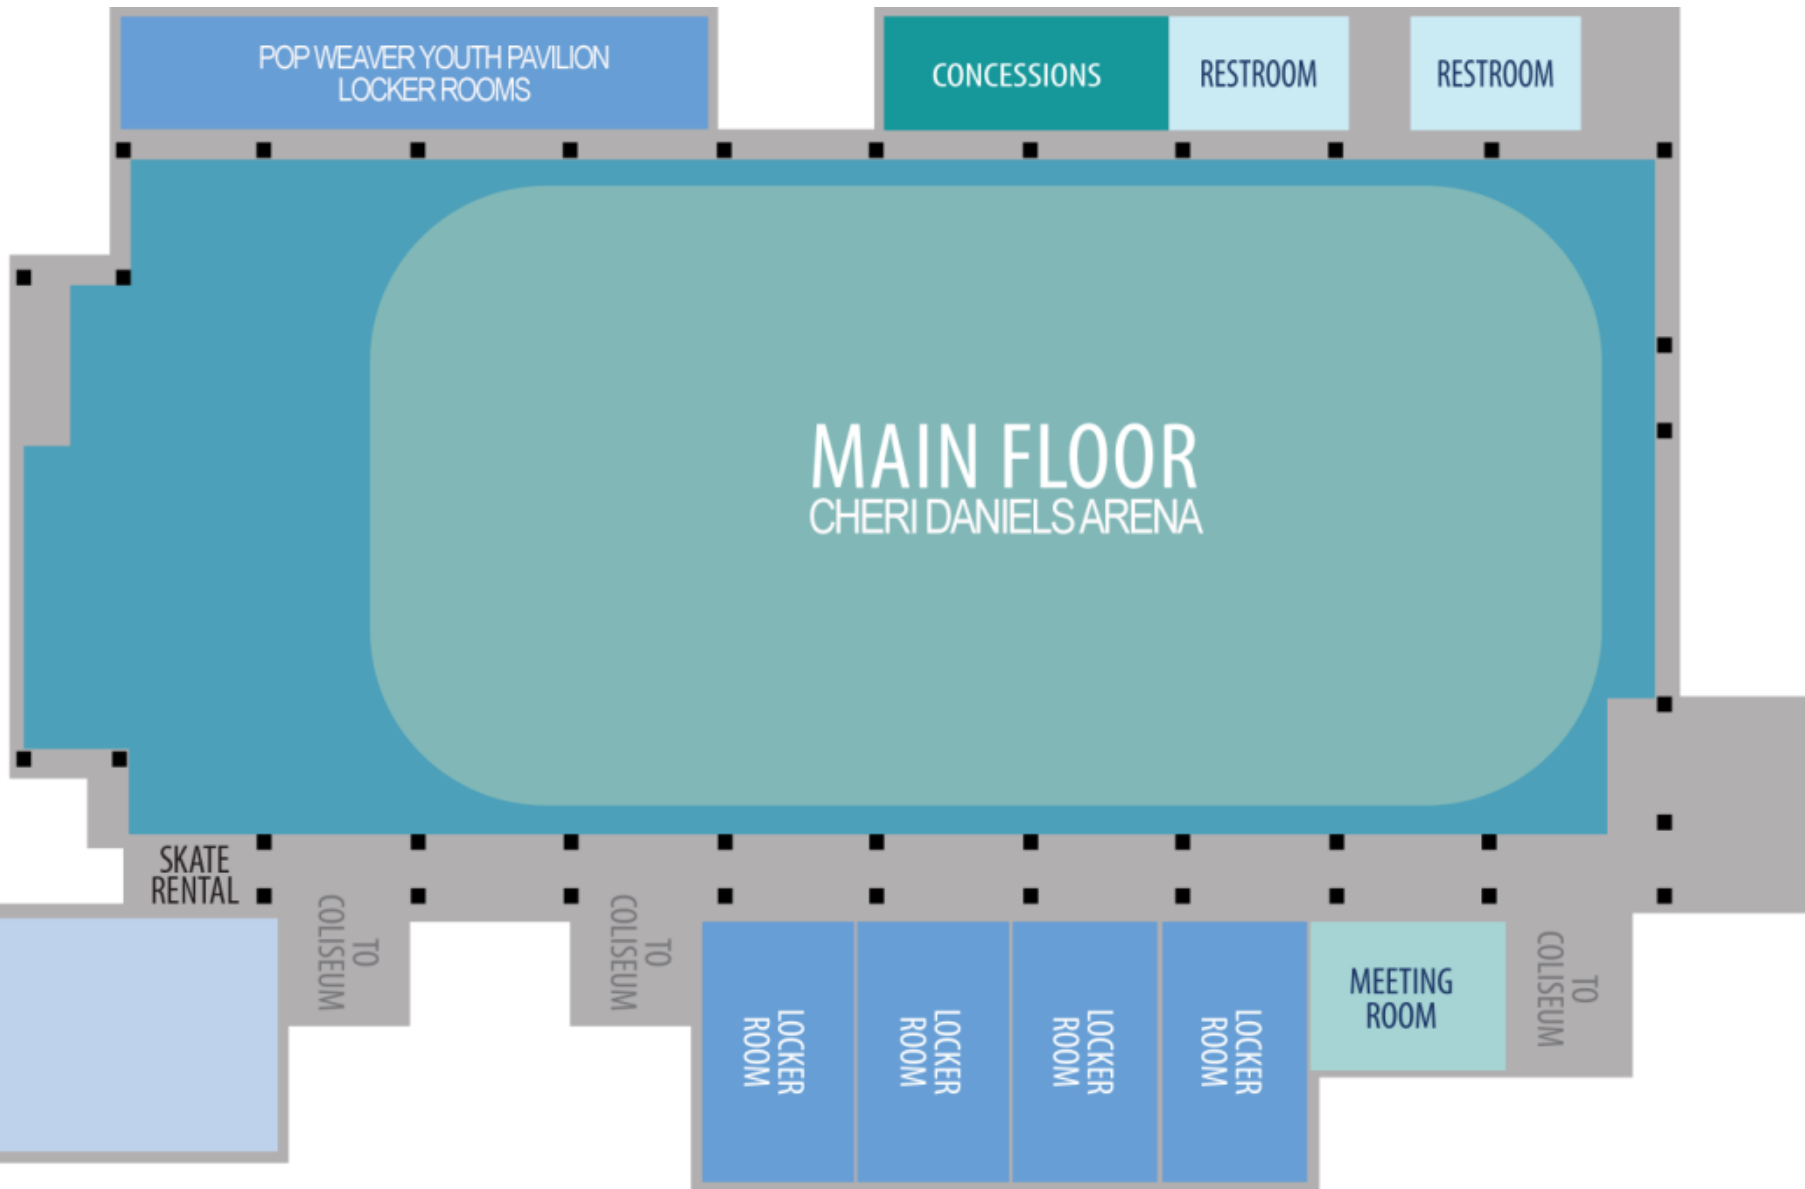 POP WEAVER YOUTH PAVILION
LOCKER ROOMS
CONCESSIONS
RESTROOM
RESTROOM
MAIN FLOOR
CHERI DANIELS ARENA
SKATE
RENTAL
TO
COLISEUM
TO
COLISEUM
LOCKER
ROOM
LOCKER
ROOM
LOCKER
ROOM
LOCKER
ROOM
MEETING
ROOM
TO
COLISEUM